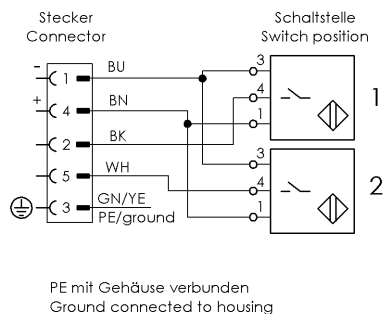 Stecker
Connector
Schaltstelle
Switch position
- 1 BU
+ 4 BN
2 BK
5 WH
3 GN/YE
PE/ground
3
4
1
1
3
4
1
2
PE mit Gehäuse verbunden
Ground connected to housing